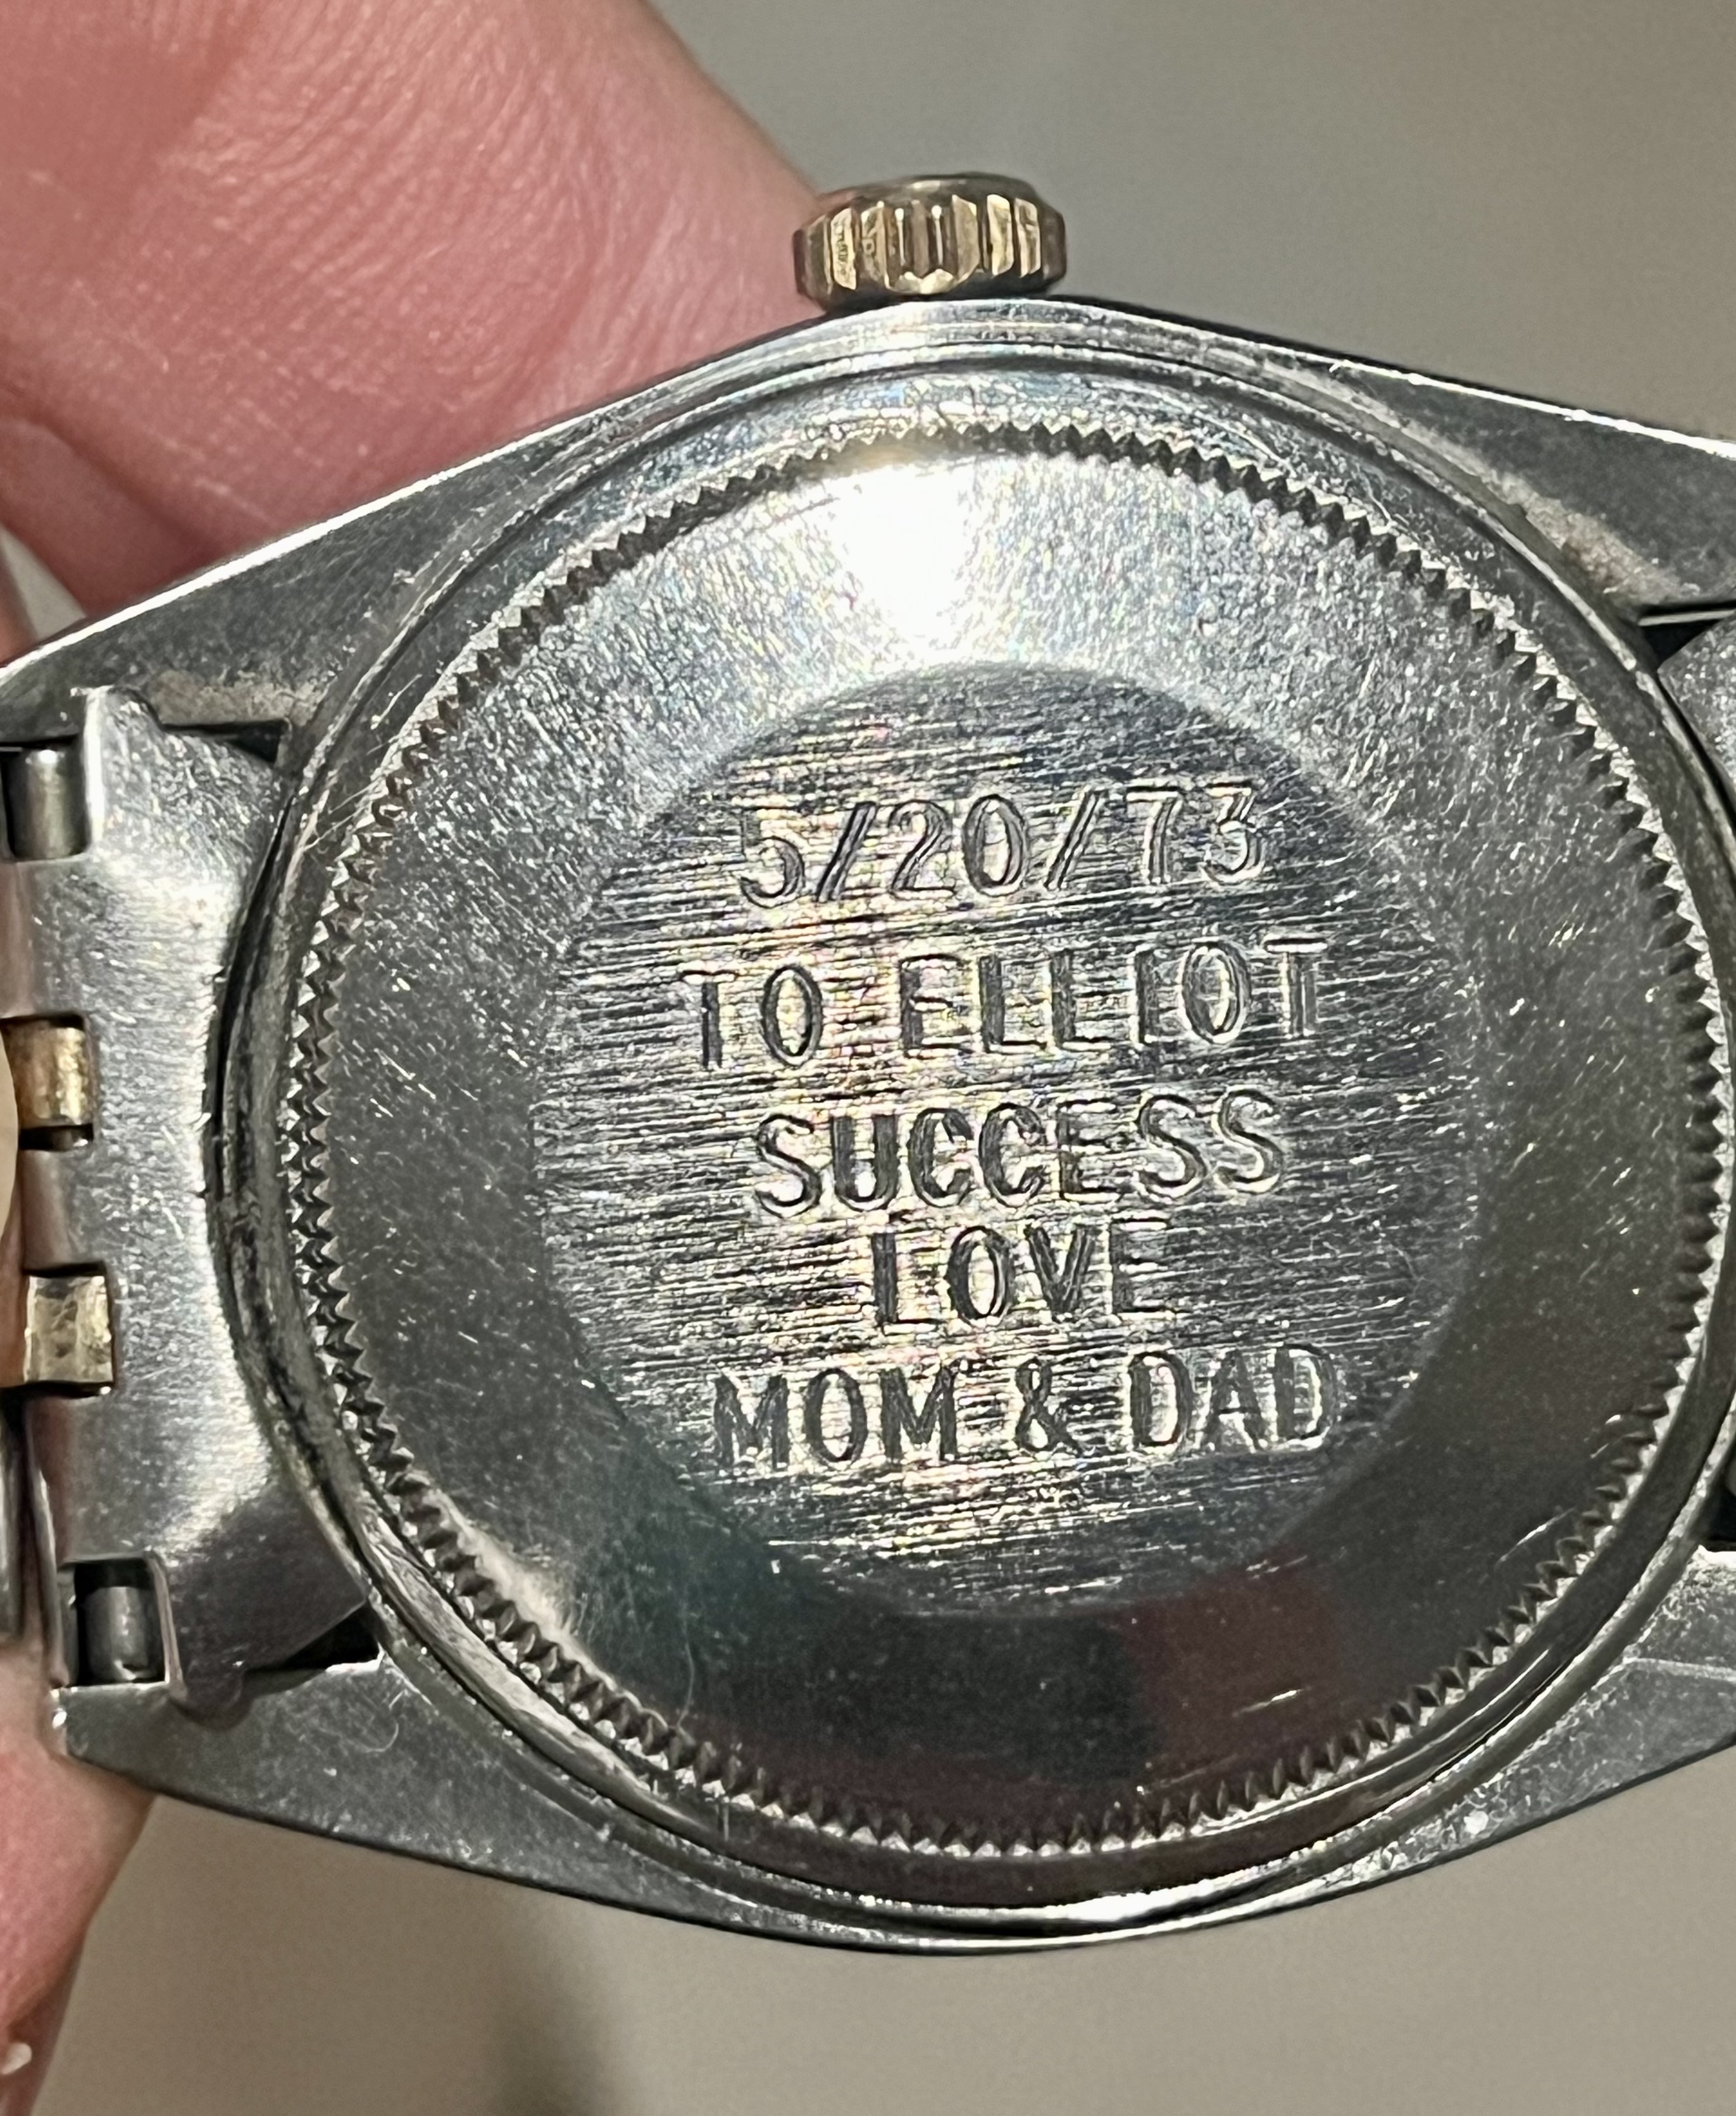 5/20/73
TO ELLIOT
SUCCESS
LOVE
MOM & DAD